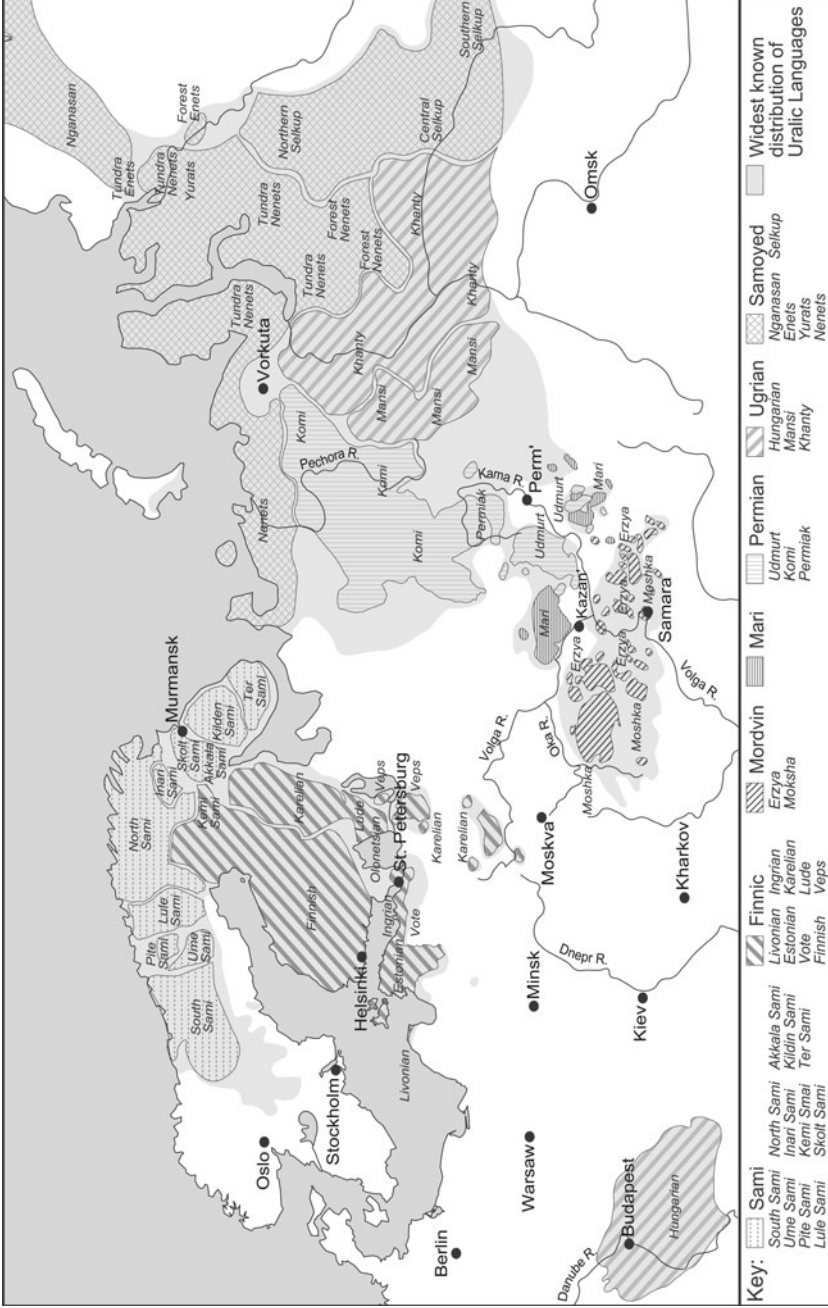 Nganasan
Tundra
Enets
Forest
Enets
Tundra
Nenets
Yurats
Northern
Selkup
Southern
Selkup
Central
Selkup
Tundra
Nenets
Forest
Nenets
Tundra
Nenets
Forest
Nenets
Tundra
Nenets
Khanty
Khanty
Khanty
Mansi
Mansi
Mansi
Vorkuta
Omsk
Komi
Pechora R.
Komi
Komi
Nenets
Permiak
Kama R.
Perm'
Udmurt
Udmurt
Mari
Mari
Kazan'
Erzya
Erzya
Erzya
Erzya
Moshka
Moshka
Moshka
Samara
Volga R.
Volga R.
Oka R.
Murmansk
North
Sami
Inari
Sami
Skolt
Sami
Akkala
Sami
Kilden
Sami
Ter
Sami
Kemi
Sami
Lule
Sami
Pite
Sami
Ume
Sami
South
Sami
Finnish
Karelian
Olonetsian
Lude
Veps
Veps
St. Petersburg
Karelian
Karelian
Ingrian
Vote
Estonian
Helsinki
Livonian
Stockholm
Oslo
Moskva
Kharkov
Dnepr R.
Minsk
Kiev
Warsaw
Berlin
Danube R.
Budapest
Hungarian
Key:
Sami
South Sami North Sami Akkala Sami
Ume Sami Inari Sami Kildin Sami
Pite Sami Kemi Smai Ter Sami
Lule Sami Skolt Sami
Finnic
Livonian Ingrian
Estonian Karelian
Vote Lude
Finnish Veps
Mordvin
Erzya
Moksha
Mari
Permian
Udmurt
Komi
Permiak
Ugrian
Hungarian
Mansi
Khanty
Samoyed
Nganasan Selkup
Enets
Yurats
Nenets
Widest known
distribution of
Uralic Languages